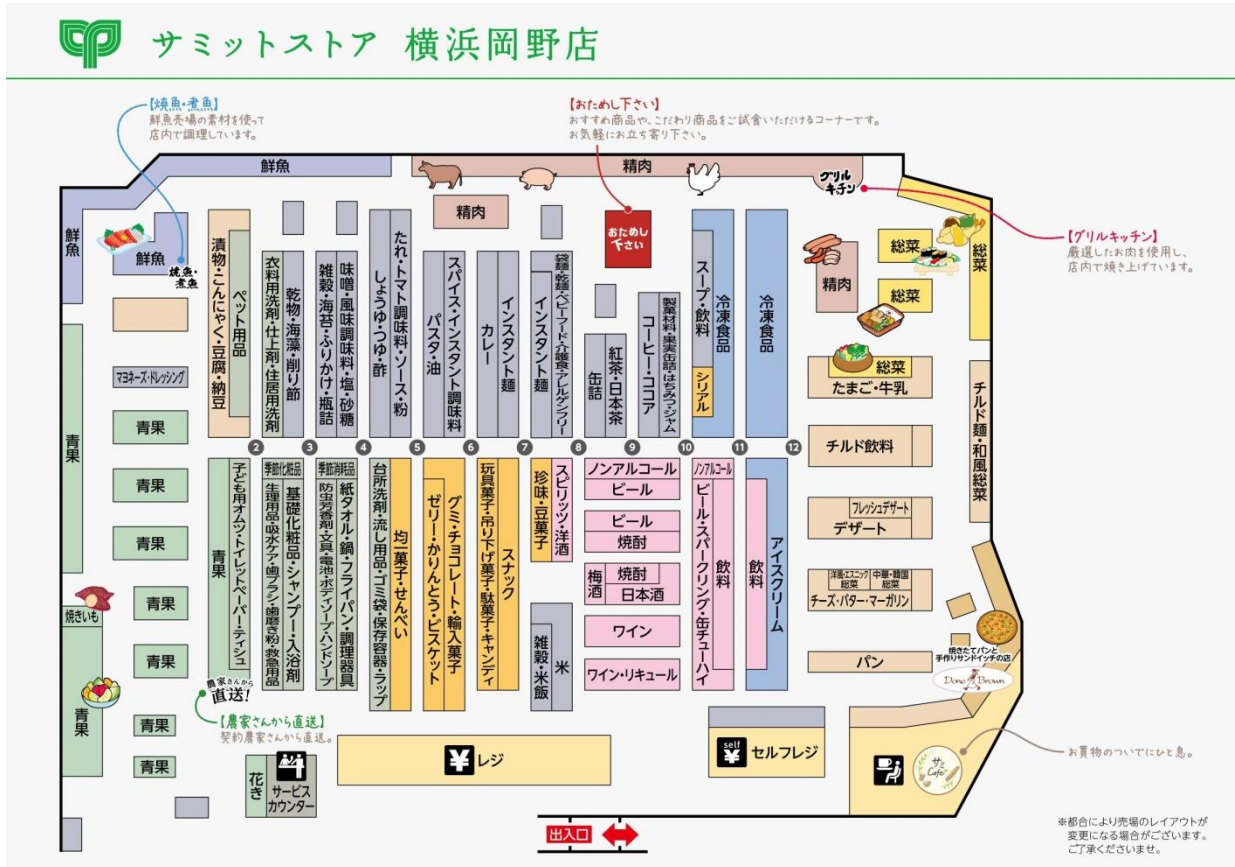 サミットストア 横浜岡野店
【焼魚・煮魚】
鮮魚売場の素材を使って
店内で調理しています。
【おためし下さい】
おすすめ商品や、こだわり商品をご試食いただけるコーナーです。
お気軽にお立ち寄り下さい。
鮮魚
精肉
グリル
キチン
【グリルキッチン】
厳選したお肉を使用し、
店内で焼き上げています。
鮮魚
鮮魚
焼魚・
煮魚
精肉
おためし
下さい
精肉
総菜
総菜
総菜
総菜
漬物・こんにゃく・豆腐・納豆
ペット用品
衣料用洗剤・仕上剤・住居用洗剤
乾物・海藻・削り節
雑穀・海苔・ふりかけ・瓶詰
味噌・風味調味料・塩・砂糖
しょうゆ・つゆ・酢
たれ・トマト調味料・ソース・粉
パスタ・油
スパイス・インスタント調味料
カレー
インスタント麺
インスタント麺
袋麺・乾麺・ベビーフード・介護食・アレルゲンフリー
缶詰
紅茶・日本茶
コーヒー・ココア
製菓材料・果実缶詰・はちみつ・ジャム
スープ・飲料
シリアル
冷凍食品
冷凍食品
たまご・牛乳
チルド麺・和風総菜
マヨネーズ・ドレッシング
青果
青果
青果
青果
青果
青果
青果
青果
焼きいも
青果
2
3
4
5
6
7
8
9
10
11
12
チルド飲料
フレッシュデザート
デザート
洋風・エスニック
総菜
中華・韓国
総菜
チーズ・バター・マーガリン
パン
青果
子ども用オムツ・トイレットペーパー・ティシュ
季節化粧品
生理用品・吸水ケア・歯ブラシ・歯磨き粉・救急用品
基礎化粧品・シャンプー・入浴剤
季節消耗品
防虫芳香剤・文具・電池・ボディソープ・ハンドソープ
紙タオル・鍋・フライパン・調理器具
台所洗剤・流し用品・ゴミ袋・保存容器・ラップ
均一菓子・せんべい
ゼリー・かりんとう・ビスケット
グミ・チョコレート・輸入菓子
玩具菓子・吊り下げ菓子・駄菓子・キャンディ
スナック
珍味・豆菓子
スピリッツ・洋酒
雑穀・米飯
米
ノンアルコール
ビール
ビール
焼酎
梅酒
焼酎
日本酒
ワイン
ワイン・リキュール
ノンアルコール
ビール・スパークリング・缶チューハイ
飲料
飲料
アイスクリーム
焼きたてパンと
手作りサンドイッチの店
Done Brown
農家さんから
直送!
【農家さんから直送】
契約農家さんから直送。
花き
サービス
カウンター
¥ レジ
self
¥ セルフレジ
サミ
Cafe
お買物のついでにひと息。
出入口
※都合により売場のレイアウトが
変更になる場合がございます。
ご了承くださいませ。